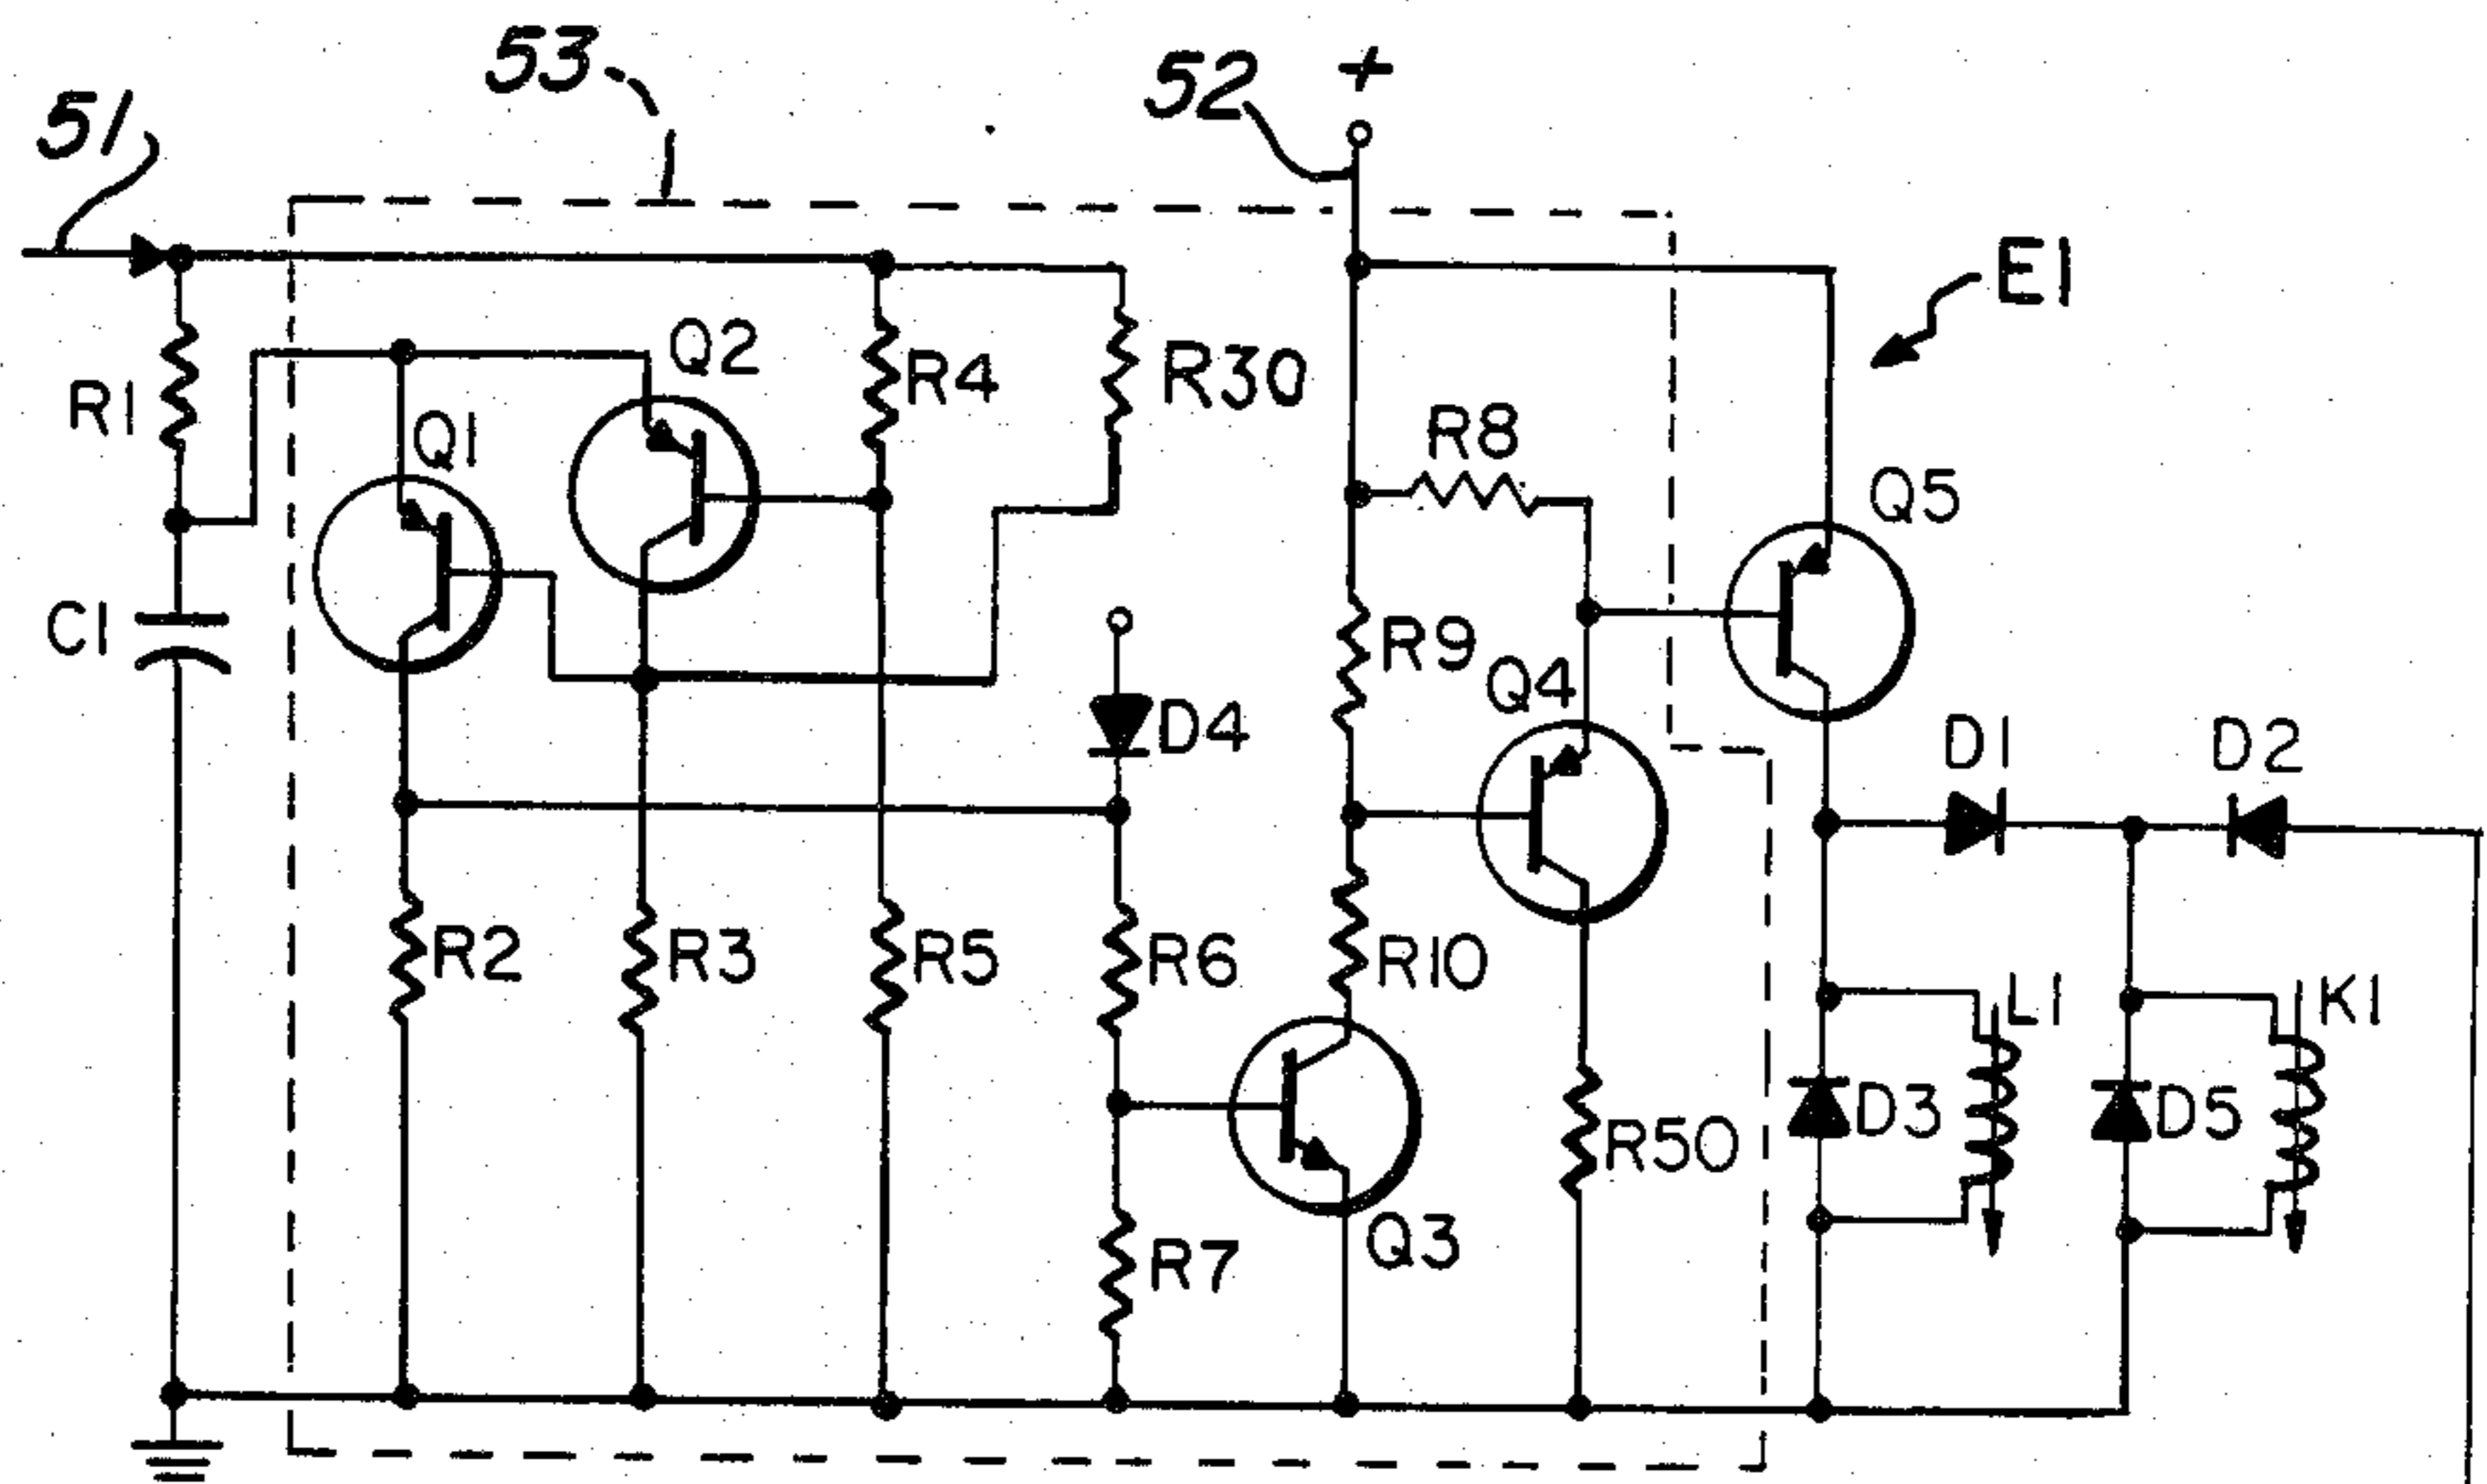 53
52
+
51
E1
Q2
R4
R30
R1
Q1
R8
Q5
C1
R9
Q4
D4
D1
D2
R2
R3
R5
R6
R10
L1
K1
D3
D5
R50
Q3
R7